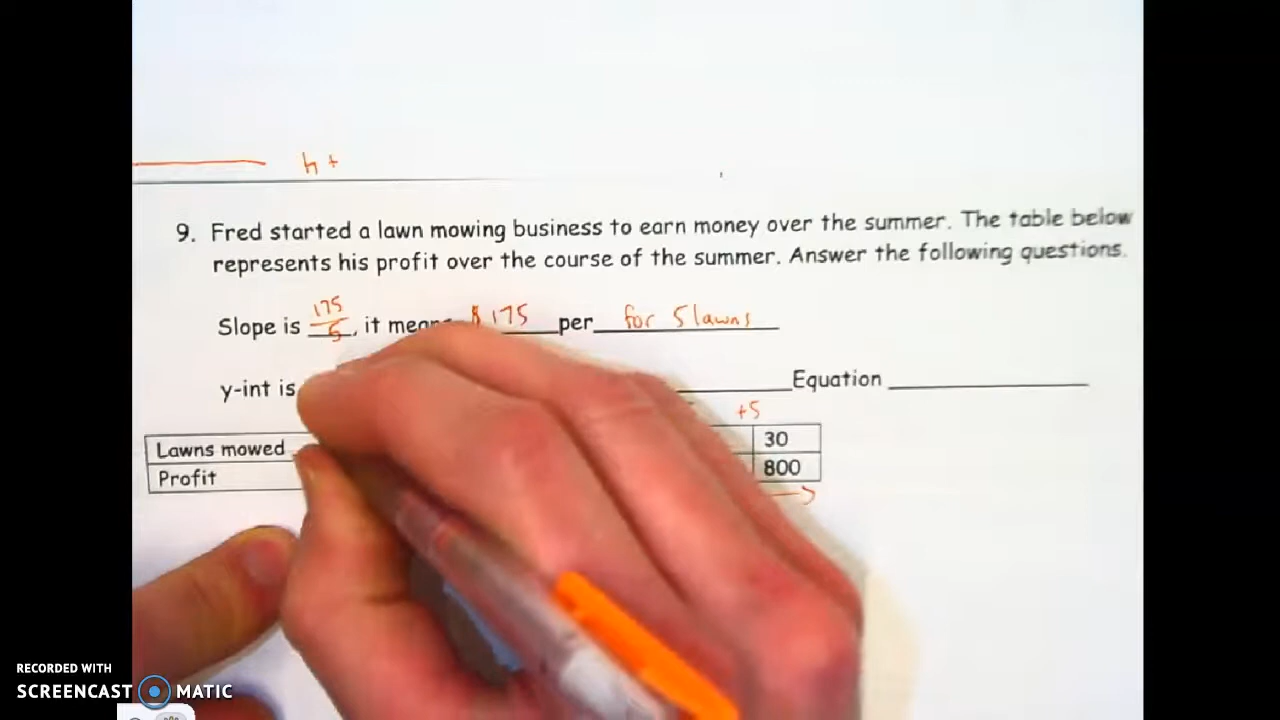 h +
9. Fred started a lawn mowing business to earn money over the summer. The table below
represents his profit over the course of the summer. Answer the following questions.
Slope is 175/5, it means $175 per for 5 lawns
y-int is Equation
+5
Lawns mowed 30
Profit 800
RECORDED WITH
SCREENCAST MATIC